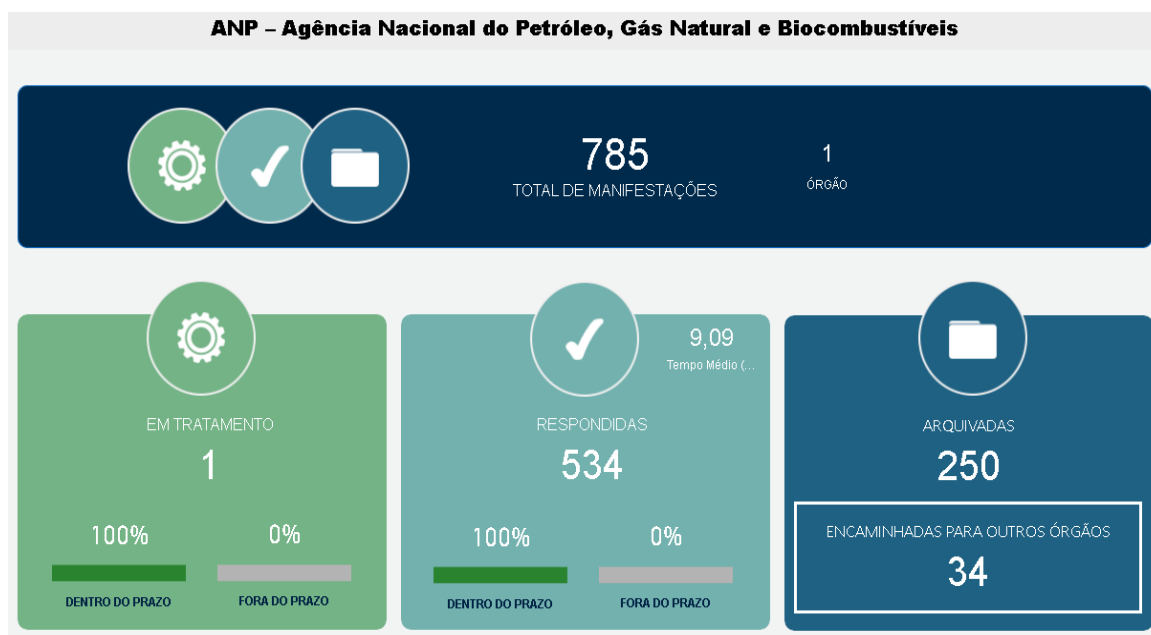 ANP – Agência Nacional do Petróleo, Gás Natural e Biocombustíveis
785
TOTAL DE MANIFESTAÇÕES
1
ÓRGÃO
EM TRATAMENTO
1
100%
0%
DENTRO DO PRAZO
FORA DO PRAZO
9,09
Tempo Médio (...
RESPONDIDAS
534
100%
0%
DENTRO DO PRAZO
FORA DO PRAZO
ARQUIVADAS
250
ENCAMINHADAS PARA OUTROS ÓRGÃOS
34